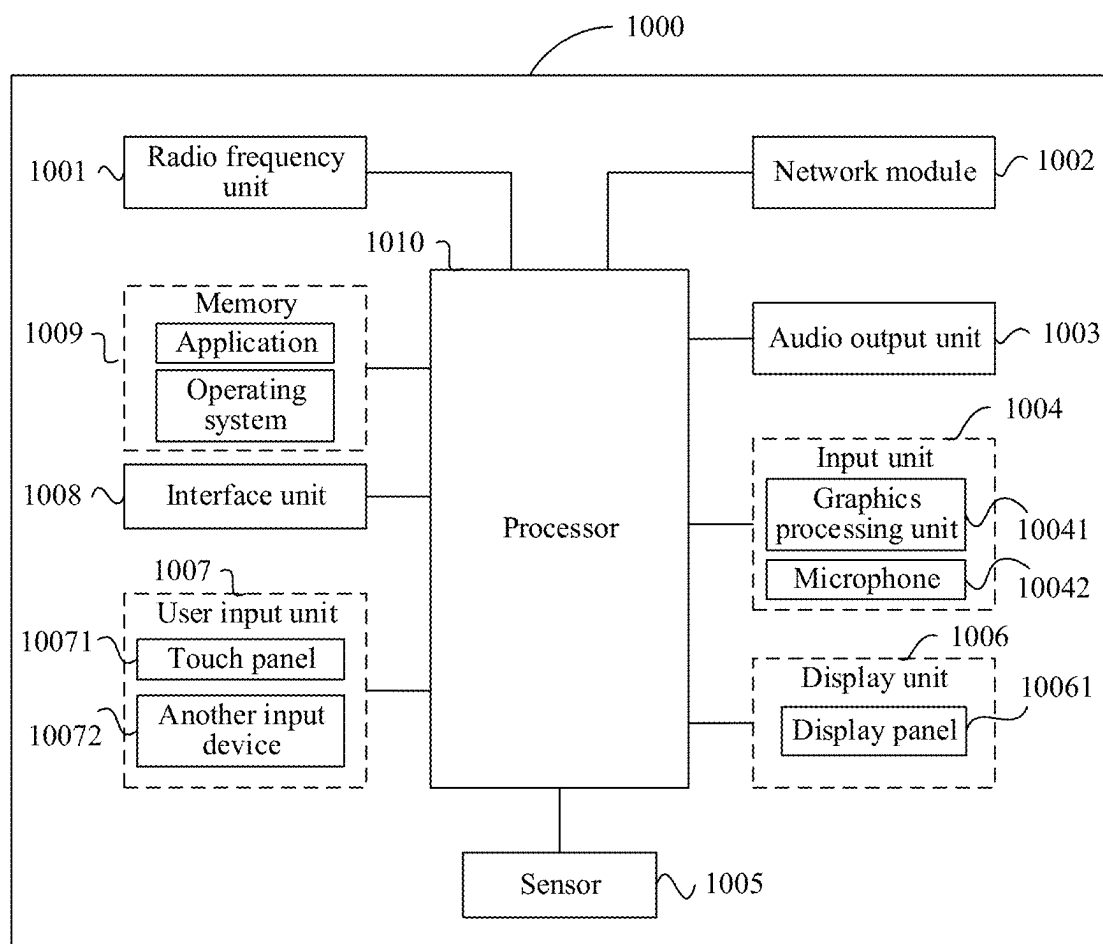 1000
1001
Radio frequency
unit
Network module
1002
1010
1009
Memory
Application
Operating
system
Audio output unit
1003
1004
Input unit
Graphics
processing unit
10041
Microphone
10042
1008
Interface unit
Processor
1007
User input unit
10071
Touch panel
10072
Another input
device
1006
Display unit
10061
Display panel
Sensor
1005